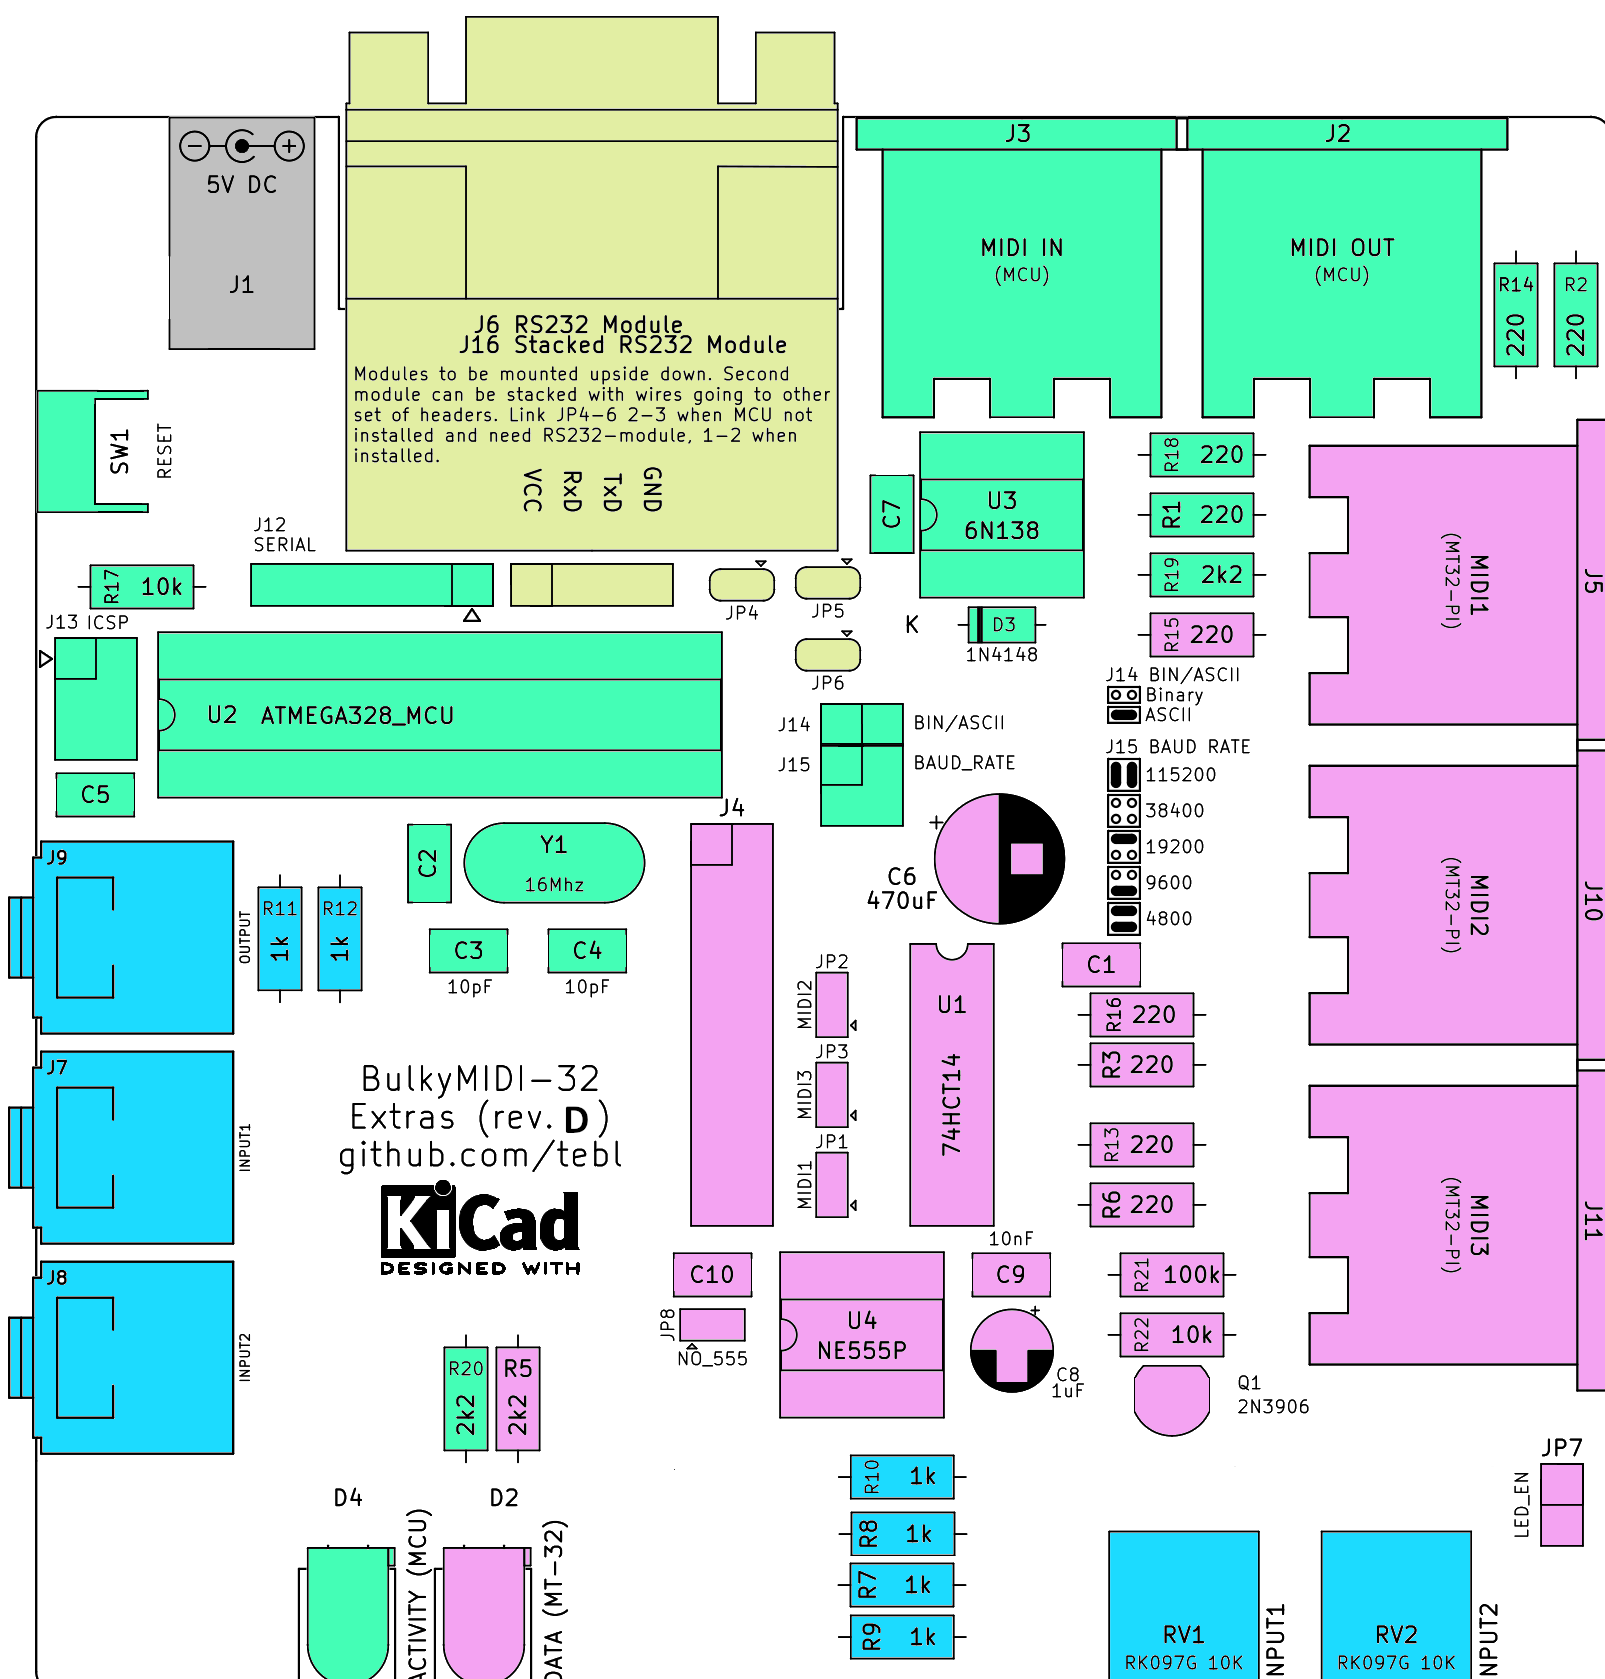 5V DC
J1
J3
J2
MIDI IN
(MCU)
MIDI OUT
(MCU)
R14
220
R2
220
J6 RS232 Module
J16 Stacked RS232 Module
Modules to be mounted upside down. Second
module can be stacked with wires going to other
set of headers. Link JP4-6 2-3 when MCU not
installed and need RS232-module, 1-2 when
installed.
VCC
RxD
TxD
GND
SW1
RESET
J12
SERIAL
R17 10k
J13 ICSP
C7
U3
6N138
R18 220
R1 220
R19 2k2
R15 220
JP4
JP5
JP6
K
D3
1N4148
MIDI1
(MT32-PI)
J5
U2 ATMEGA328_MCU
J14 BIN/ASCII
J15 BAUD_RATE
J14 BIN/ASCII
Binary
ASCII
J15 BAUD RATE
115200
38400
19200
9600
4800
C5
J4
C2
Y1
16Mhz
+
C6
470uF
MIDI2
(MT32-PI)
J10
J9
OUTPUT
R11
1k
R12
1k
C3
10pF
C4
10pF
JP2
MIDI2
JP3
MIDI3
JP1
MIDI1
U1
74HCT14
C1
R16 220
R3 220
R13 220
R6 220
MIDI3
(MT32-PI)
J11
J7
INPUT1
BulkyMIDI-32
Extras (rev. D)
github.com/tebl
KiCad
DESIGNED WITH
J8
INPUT2
C10
JP8
NO_555
U4
NE555P
10nF
C9
+
C8
1uF
R21 100k
R22 10k
Q1
2N3906
R20
2k2
R5
2k2
D4
ACTIVITY (MCU)
D2
DATA (MT-32)
R10 1k
R8 1k
R7 1k
R9 1k
JP7
LED_EN
RV1
RK097G 10K
NPUT1
RV2
RK097G 10K
NPUT2